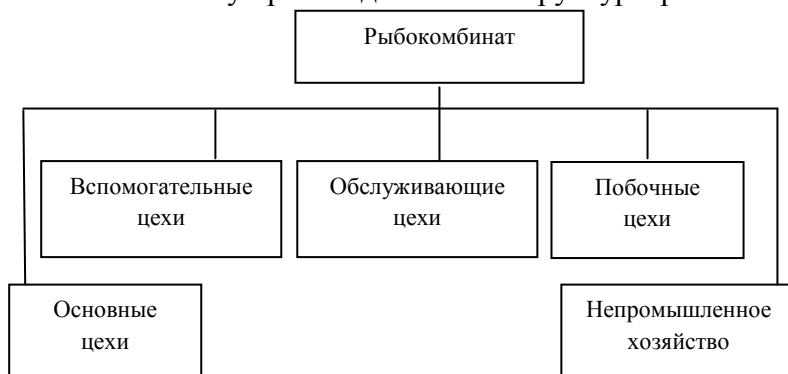 Рыбокомбинат
Вспомогательные
цехи
Обслуживающие
цехи
Побочные
цехи
Основные
цехи
Непромышленное
хозяйство